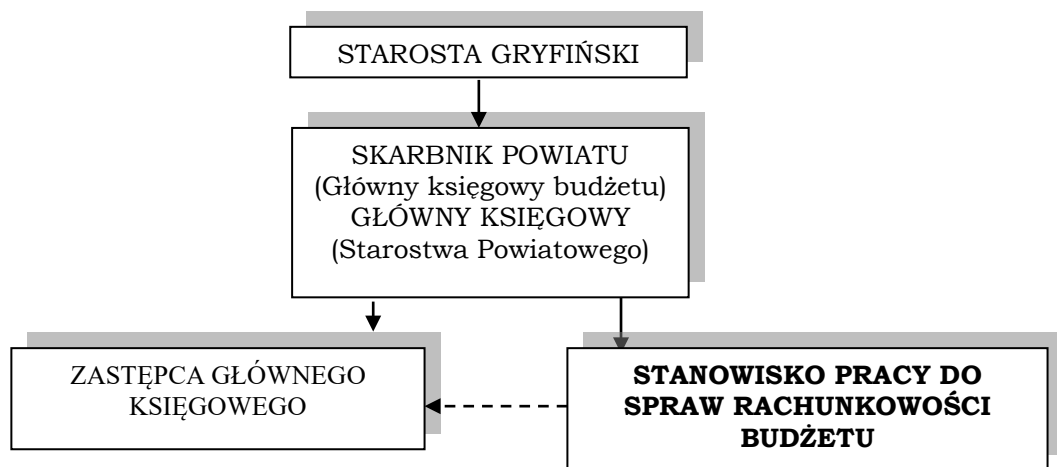 STAROSTA GRYFIŃSKI
SKARBNIK POWIATU
(Główny księgowy budżetu)
GŁÓWNY KSIĘGOWY
(Starostwa Powiatowego)
ZASTĘPCA GŁÓWNEGO
KSIĘGOWEGO
STANOWISKO PRACY DO
SPRAW RACHUNKOWOŚCI
BUDŻETU